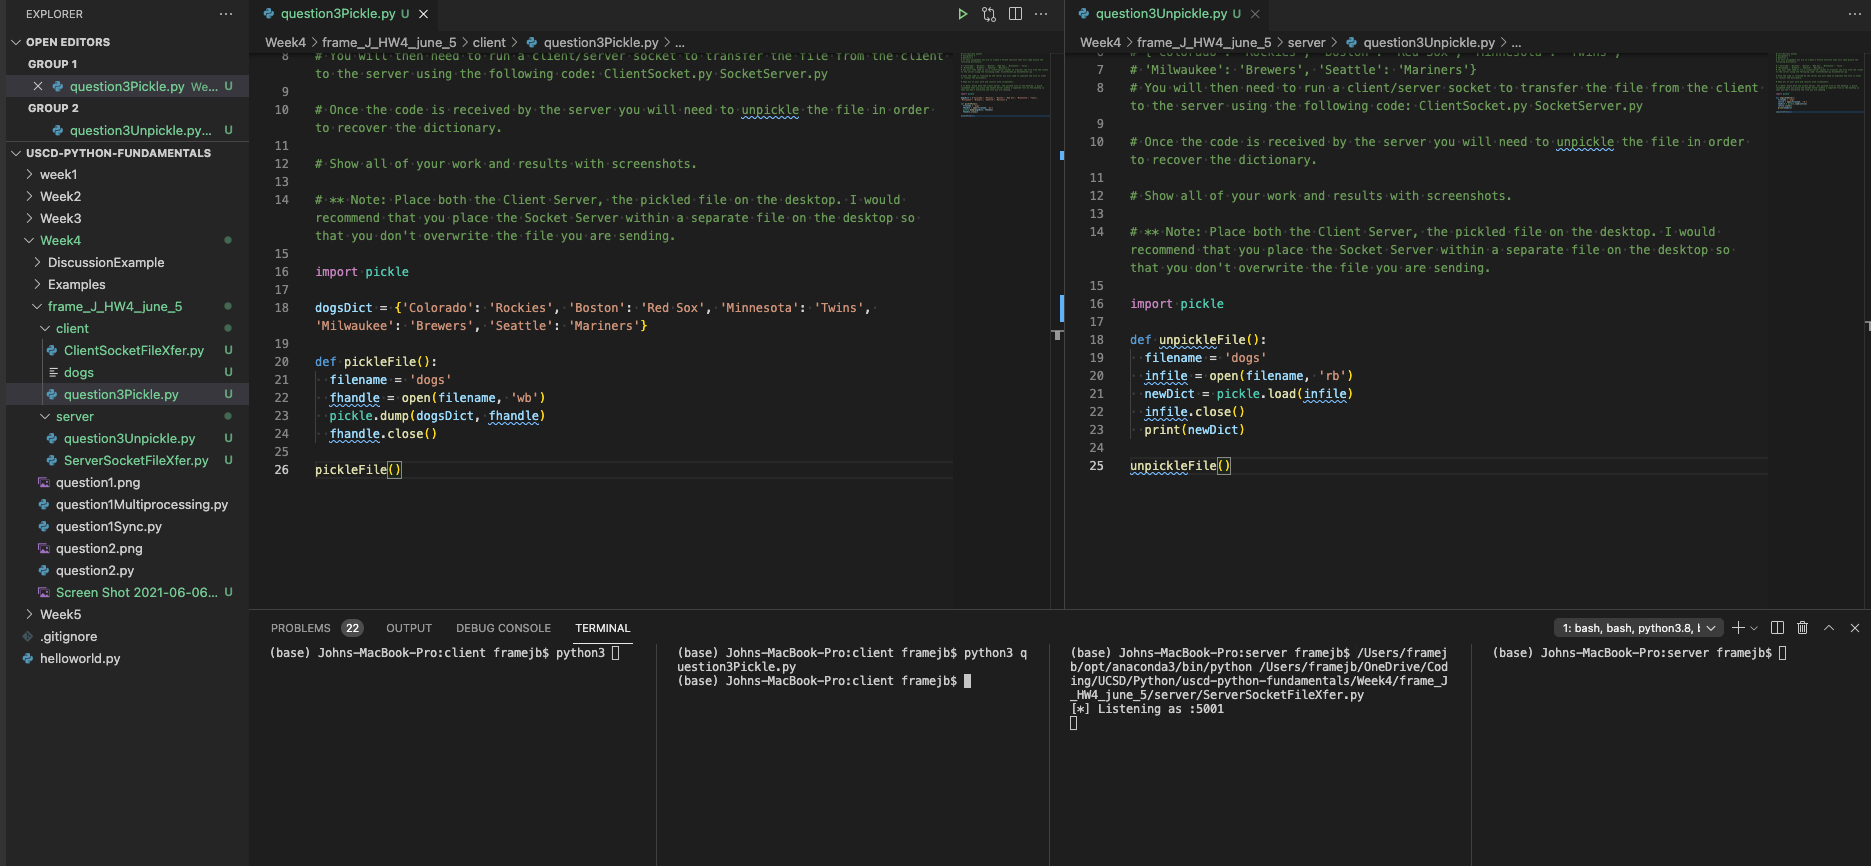 EXPLORER
OPEN EDITORS
GROUP 1
question3Pickle.py We... U
GROUP 2
question3Unpickle.py... U
USCD-PYTHON-FUNDAMENTALS
week1
Week2
Week3
Week4
DiscussionExample
Examples
frame_J_HW4_june_5
client
ClientSocketFileXfer.py U
dogs U
question3Pickle.py U
server
question3Unpickle.py U
ServerSocketFileXfer.py U
question1.png
question1Multiprocessing.py
question1Sync.py
question2.png
question2.py
Screen Shot 2021-06-06... U
Week5
.gitignore
helloworld.py
question3Pickle.py U
Week4 > frame_J_HW4_june_5 > client > question3Pickle.py > ...
8 # You will then need to run a client/server socket to transfer the file from the client
to the server using the following code: ClientSocket.py SocketServer.py
9
10 # Once the code is received by the server you will need to unpickle the file in order
to recover the dictionary.
11
12 # Show all of your work and results with screenshots.
13
14 # ** Note: Place both the Client Server, the pickled file on the desktop. I would
recommend that you place the Socket Server within a separate file on the desktop so
that you don't overwrite the file you are sending.
15
16 import pickle
17
18 dogsDict = {'Colorado': 'Rockies', 'Boston': 'Red Sox', 'Minnesota': 'Twins',
'Milwaukee': 'Brewers', 'Seattle': 'Mariners'}
19
20 def pickleFile():
21 filename = 'dogs'
22 fhandle = open(filename, 'wb')
23 pickle.dump(dogsDict, fhandle)
24 fhandle.close()
25
26 pickleFile()
question3Unpickle.py U
Week4 > frame_J_HW4_june_5 > server > question3Unpickle.py > ...
6 # {'Colorado': 'Rockies', 'Boston': 'Red Sox', 'Minnesota': 'Twins',
7 # 'Milwaukee': 'Brewers', 'Seattle': 'Mariners'}
8 # You will then need to run a client/server socket to transfer the file from the client
to the server using the following code: ClientSocket.py SocketServer.py
9
10 # Once the code is received by the server you will need to unpickle the file in order
to recover the dictionary.
11
12 # Show all of your work and results with screenshots.
13
14 # ** Note: Place both the Client Server, the pickled file on the desktop. I would
recommend that you place the Socket Server within a separate file on the desktop so
that you don't overwrite the file you are sending.
15
16 import pickle
17
18 def unpickleFile():
19 filename = 'dogs'
20 infile = open(filename, 'rb')
21 newDict = pickle.load(infile)
22 infile.close()
23 print(newDict)
24
25 unpickleFile()
PROBLEMS 22 OUTPUT DEBUG CONSOLE TERMINAL
1: bash, bash, python3.8, l
(base) Johns-MacBook-Pro:client framejb$ python3
(base) Johns-MacBook-Pro:client framejb$ python3 q
uestion3Pickle.py
(base) Johns-MacBook-Pro:client framejb$
(base) Johns-MacBook-Pro:server framejb$ /Users/framej
b/opt/anaconda3/bin/python /Users/framejb/OneDrive/Cod
ing/UCSD/Python/uscd-python-fundamentals/Week4/frame_J
_HW4_june_5/server/ServerSocketFileXfer.py
[*] Listening as :5001
(base) Johns-MacBook-Pro:server framejb$